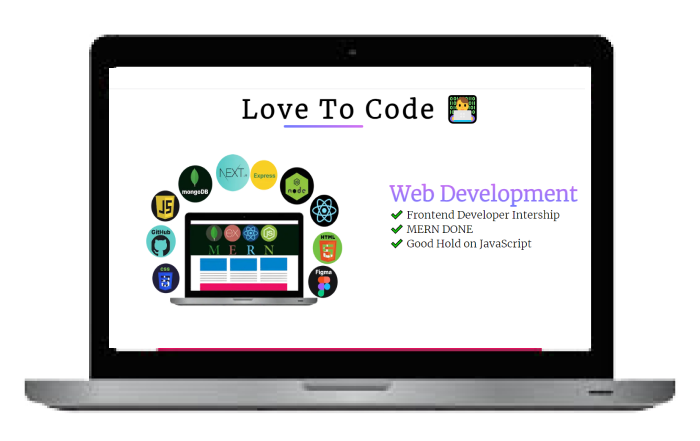 Love To Code
NEXT.
Express
mongoDB
node
JS
GitHub
CSS
HTML
Figma
M E R N
Web Development
Frontend Developer Intership
MERN DONE
Good Hold on JavaScript